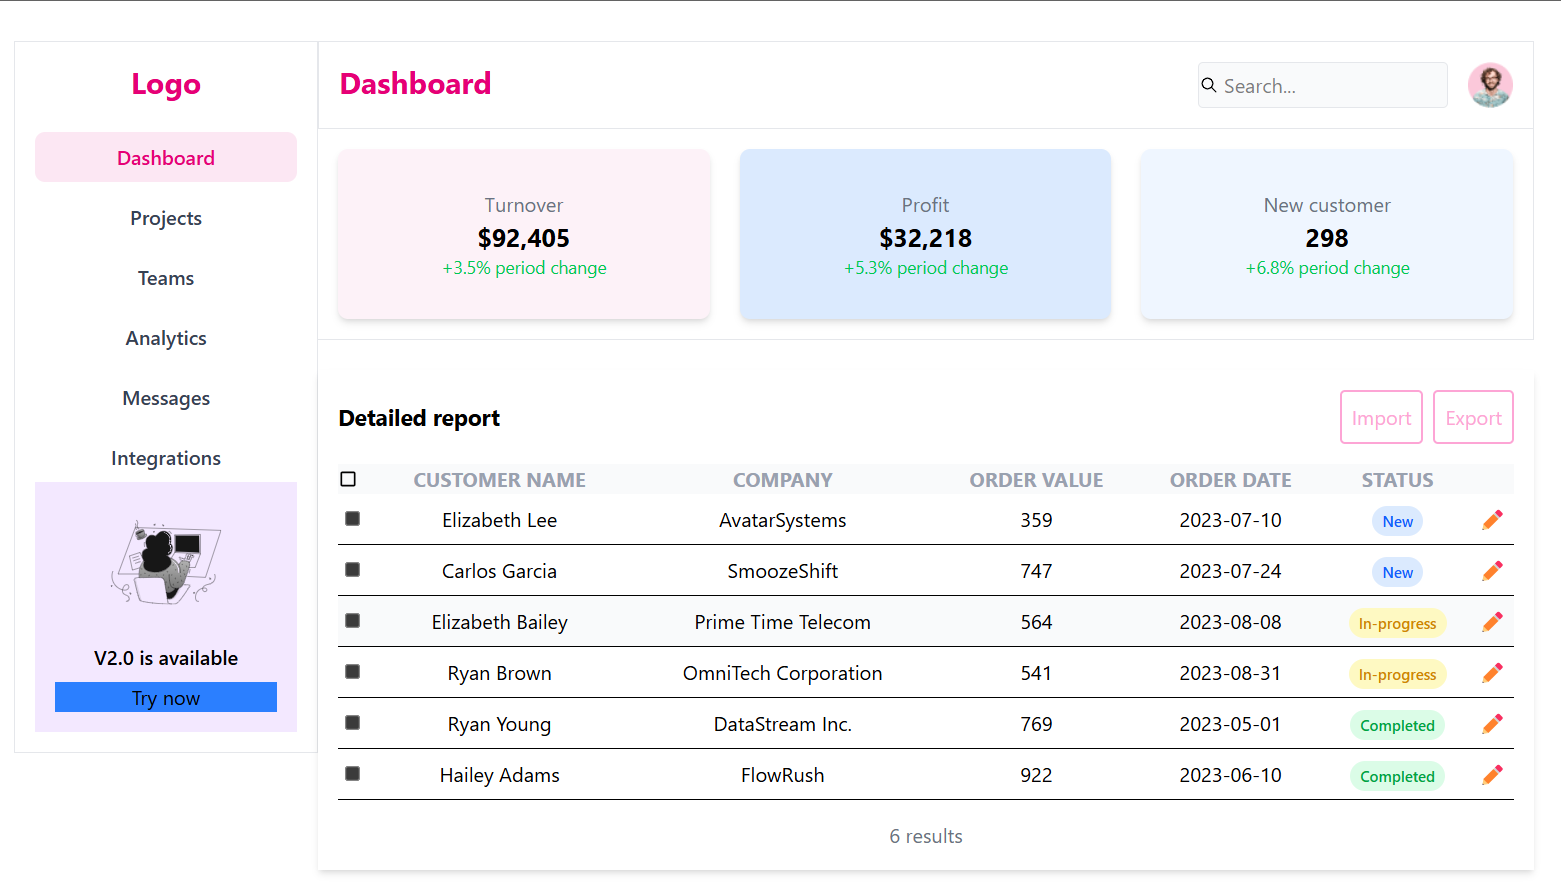 Logo
Dashboard
Projects
Teams
Analytics
Messages
Integrations
V2.0 is available
Try now
Dashboard
Search...
Turnover
$92,405
+3.5% period change
Profit
$32,218
+5.3% period change
New customer
298
+6.8% period change
Detailed report
Import Export
CUSTOMER NAME COMPANY ORDER VALUE ORDER DATE STATUS
Elizabeth Lee AvatarSystems 359 2023-07-10 New
Carlos Garcia SmoozeShift 747 2023-07-24 New
Elizabeth Bailey Prime Time Telecom 564 2023-08-08 In-progress
Ryan Brown OmniTech Corporation 541 2023-08-31 In-progress
Ryan Young DataStream Inc. 769 2023-05-01 Completed
Hailey Adams FlowRush 922 2023-06-10 Completed
6 results